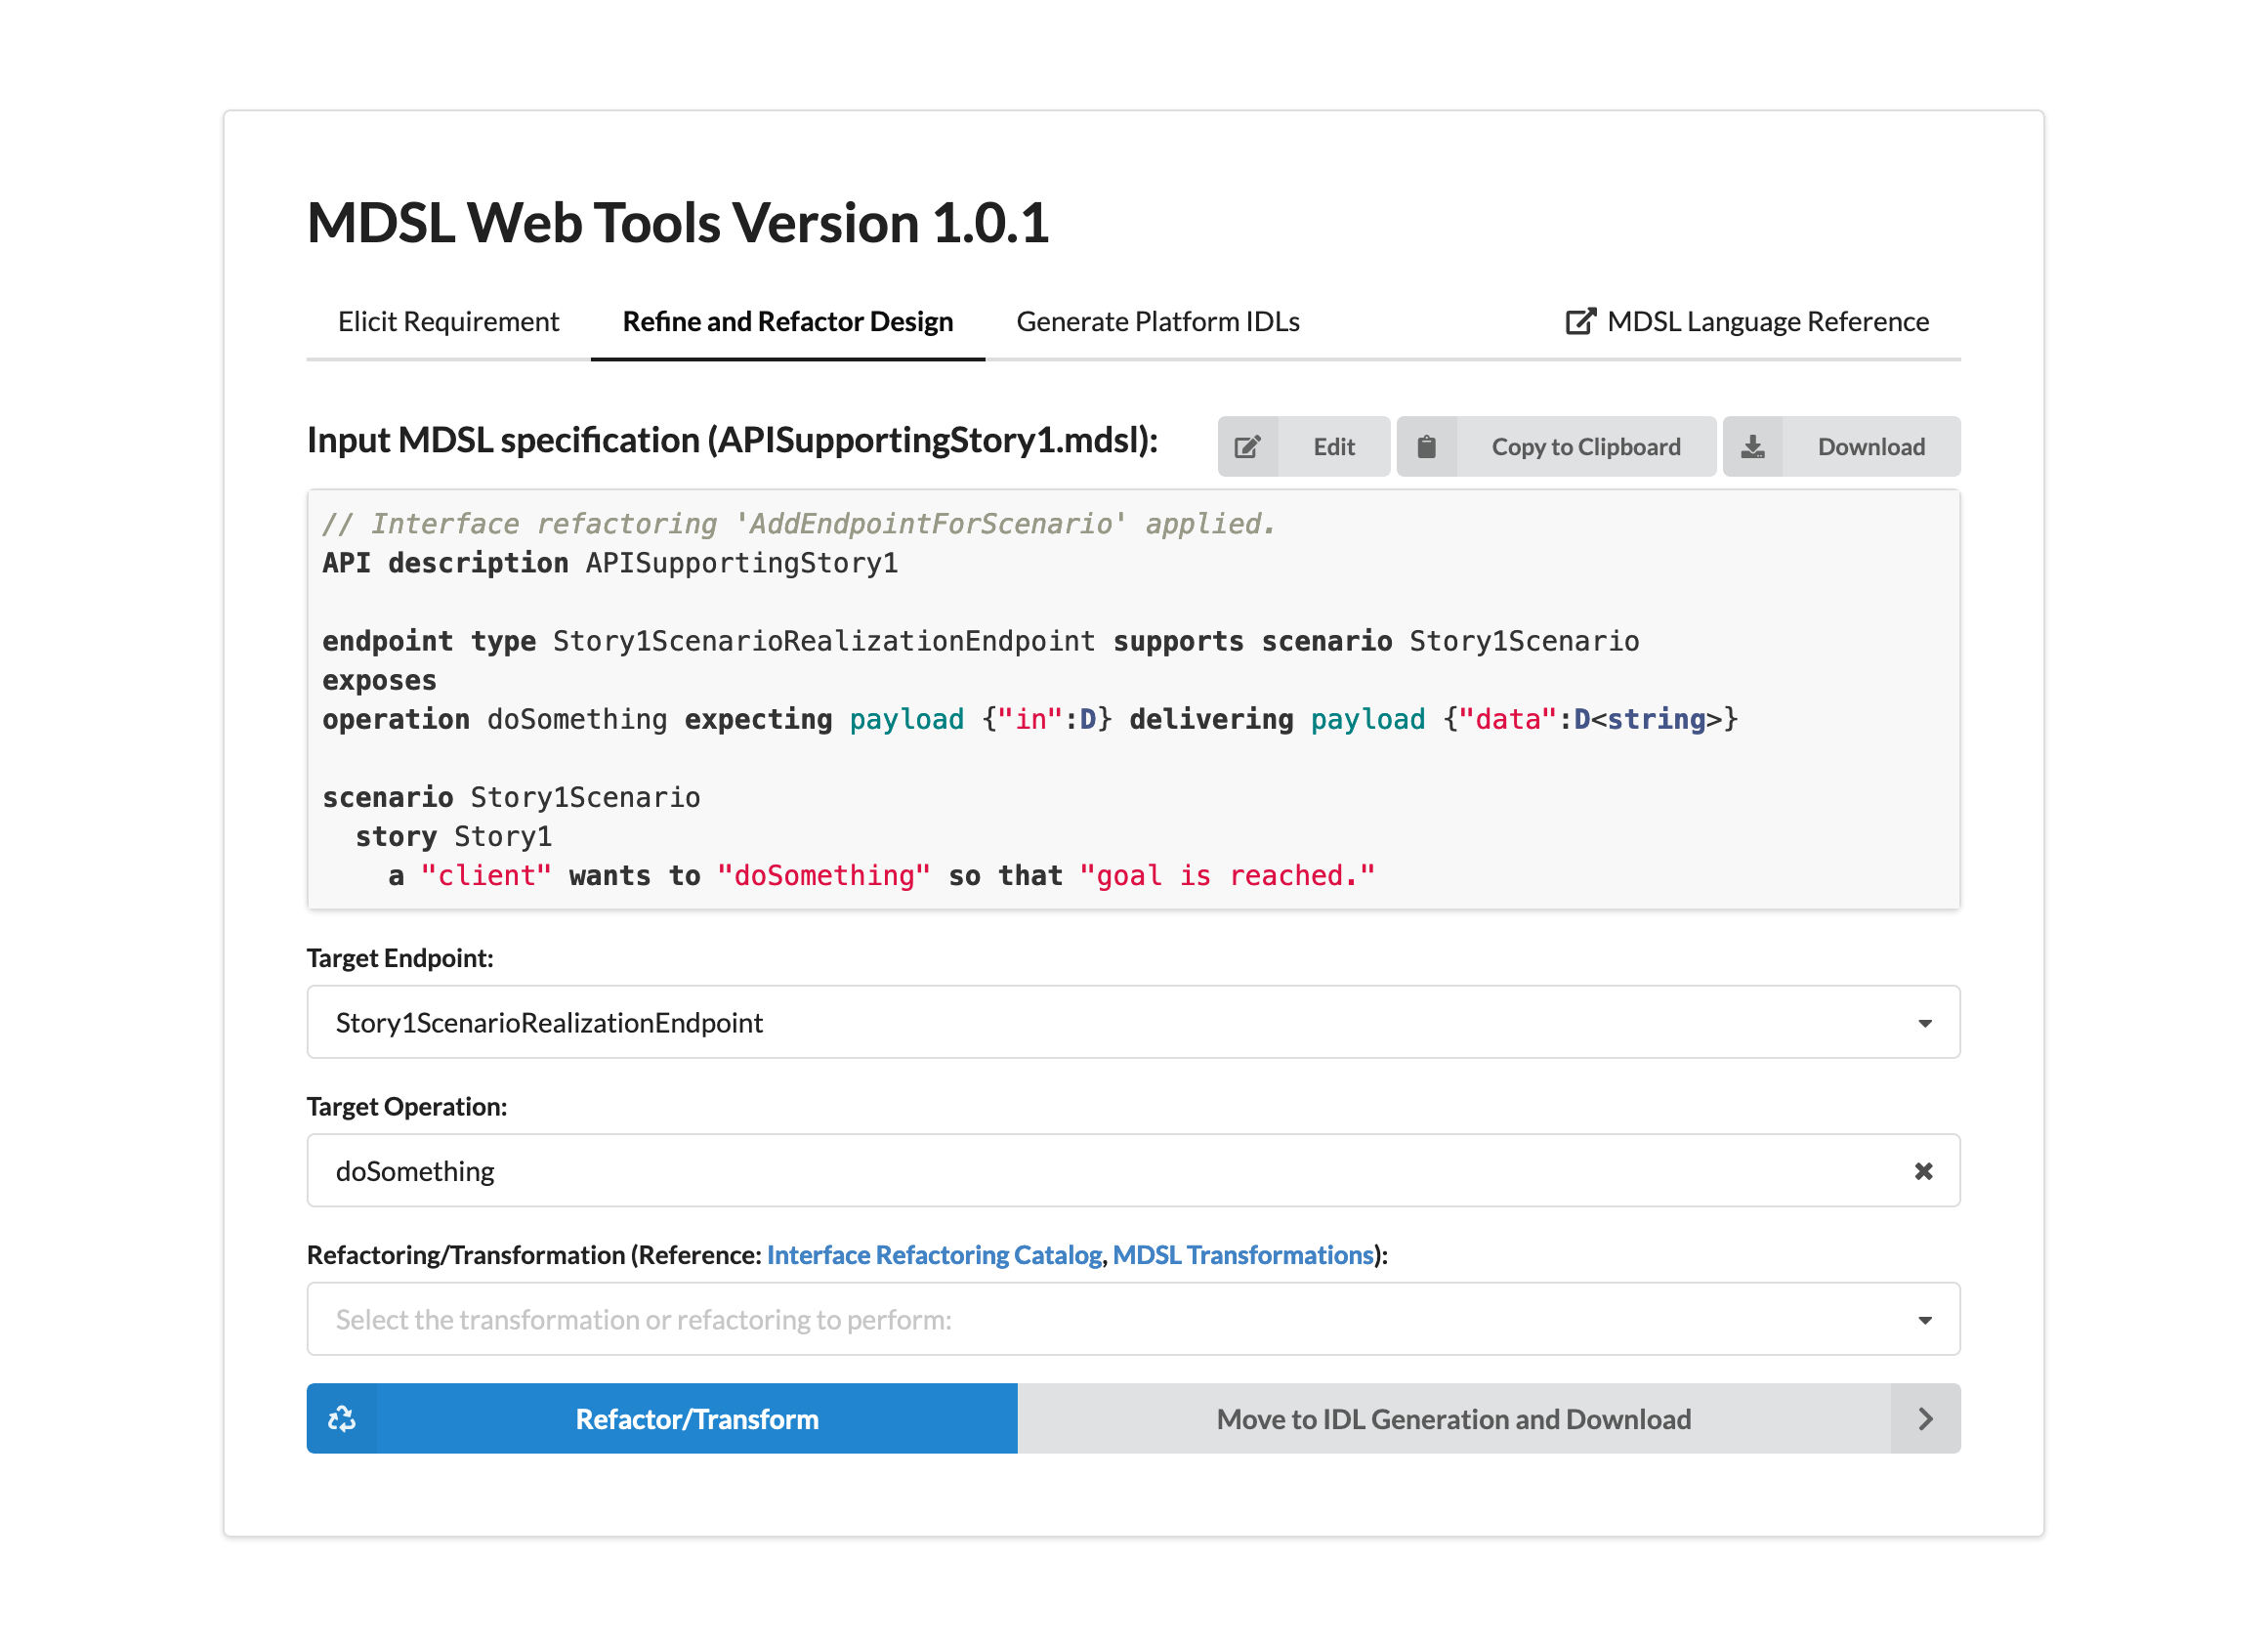 MDSL Web Tools Version 1.0.1
Elicit Requirement Refine and Refactor Design Generate Platform IDLs MDSL Language Reference
Input MDSL specification (APISupportingStory1.mdsl): Edit Copy to Clipboard Download
// Interface refactoring 'AddEndpointForScenario' applied.
API description APISupportingStory1
endpoint type Story1ScenarioRealizationEndpoint supports scenario Story1Scenario
exposes
operation doSomething expecting payload {"in":D} delivering payload {"data":D<string>}
scenario Story1Scenario
story Story1
a "client" wants to "doSomething" so that "goal is reached."
Target Endpoint:
Story1ScenarioRealizationEndpoint
Target Operation:
doSomething
Refactoring/Transformation (Reference: Interface Refactoring Catalog, MDSL Transformations):
Select the transformation or refactoring to perform:
Refactor/Transform Move to IDL Generation and Download